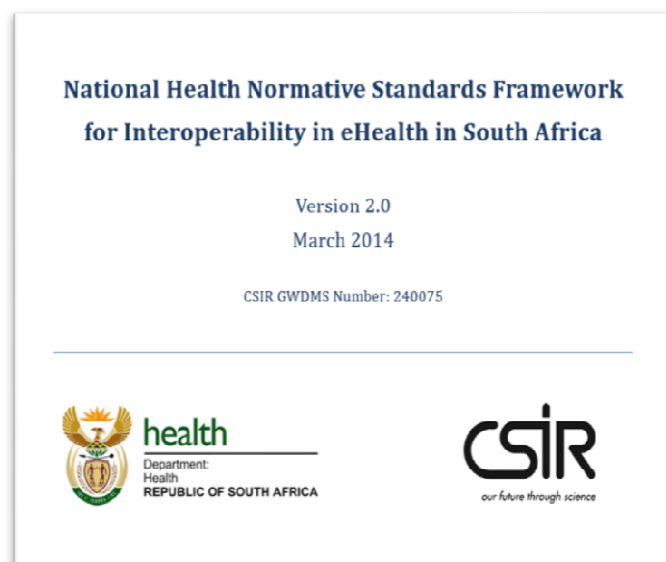 National Health Normative Standards Framework
for Interoperability in eHealth in South Africa
Version 2.0
March 2014
CSIR GWDMS Number: 240075
health
Department:
Health
REPUBLIC OF SOUTH AFRICA
CSIR
our future through science